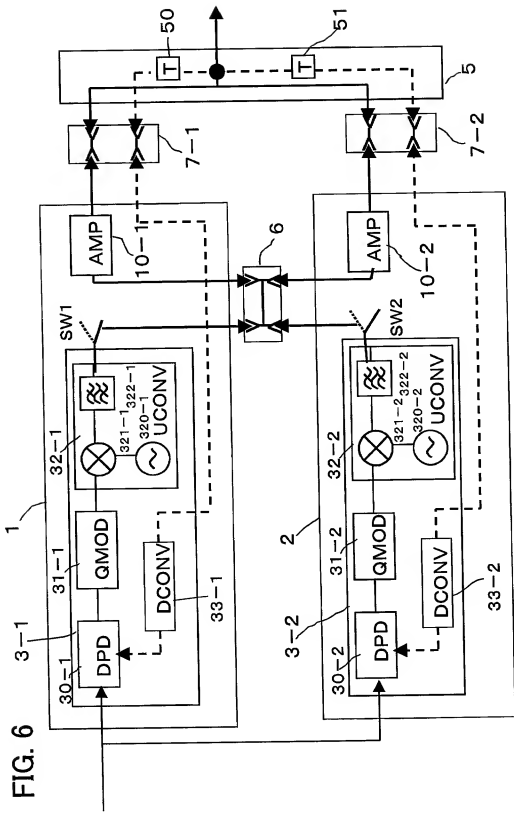 FIG. 6
1
3-1
30-1
DPD
31-1
QMOD
32-1
321-1
322-1
320-1
UCONV
DCONV
33-1
SW1
AMP
10-1
7-1
50
T
51
T
5
6
2
3-2
30-2
DPD
31-2
QMOD
32-2
321-2
322-2
320-2
UCONV
DCONV
33-2
SW2
AMP
10-2
7-2